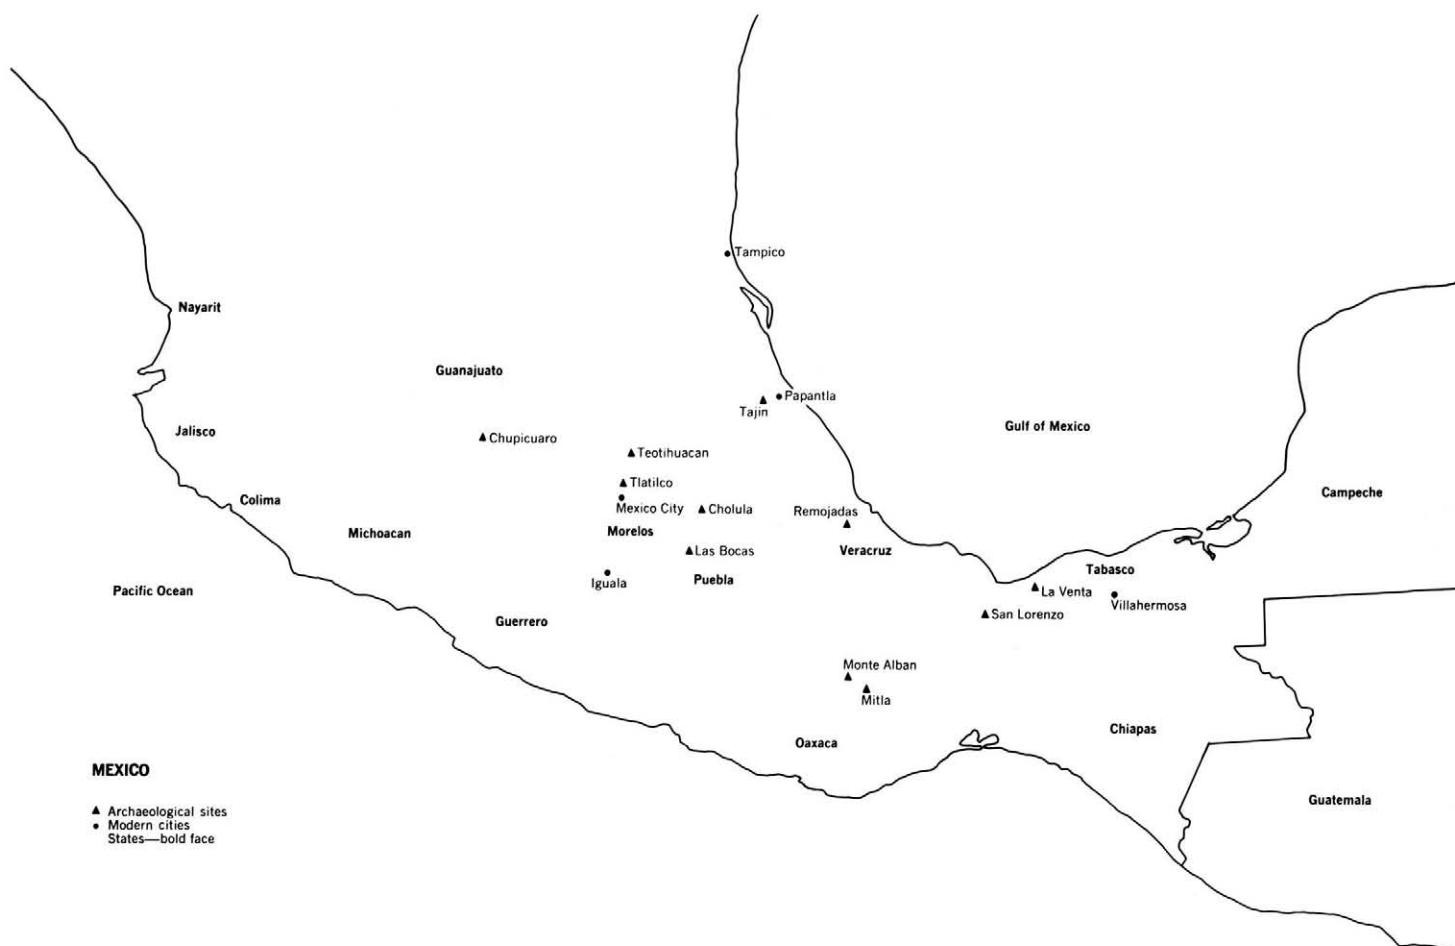 Tampico
Nayarit
Guanajuato
Papantla
Tajin
Gulf of Mexico
Jalisco
Chupicuaro
Teotihuacan
Tlatilco
Campeche
Colima
Mexico City
Cholula
Remojadas
Michoacan
Morelos
Las Bocas
Veracruz
Tabasco
Iguala
Puebla
Pacific Ocean
La Venta
Villahermosa
San Lorenzo
Guerrero
Monte Alban
Mitla
Chiapas
Oaxaca
MEXICO
Guatemala
Archaeological sites
Modern cities
States—bold face